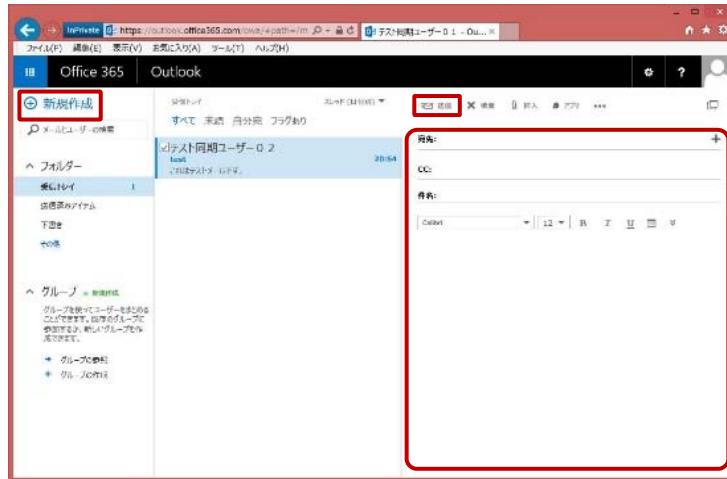 InPrivate
https://outlook.office365.com/owa/?path=/m
テスト同期ユーザー０１ - Ou...
ファイル(F) 編集(E) 表示(V) お気に入り(A) ツール(T) ヘルプ(H)
Office 365 Outlook
?
新規作成
メールとユーザーの検索
フォルダー
受信トレイ 1
送信済みアイテム
下書き
その他
グループ 新規作成
グループを使ってユーザーをまとめる
ことができます。既存のグループに
参加するか、新しいグループを作
成できます。
グループに参加
グループの作成
受信トレイ
すべて 未読 自分宛 フラグあり
テスト同期ユーザー０２
test 20:54
これはテストメールです。
送信 破棄 挿入 アプリ •••
宛先:
CC:
件名:
Calibri 12 B I U